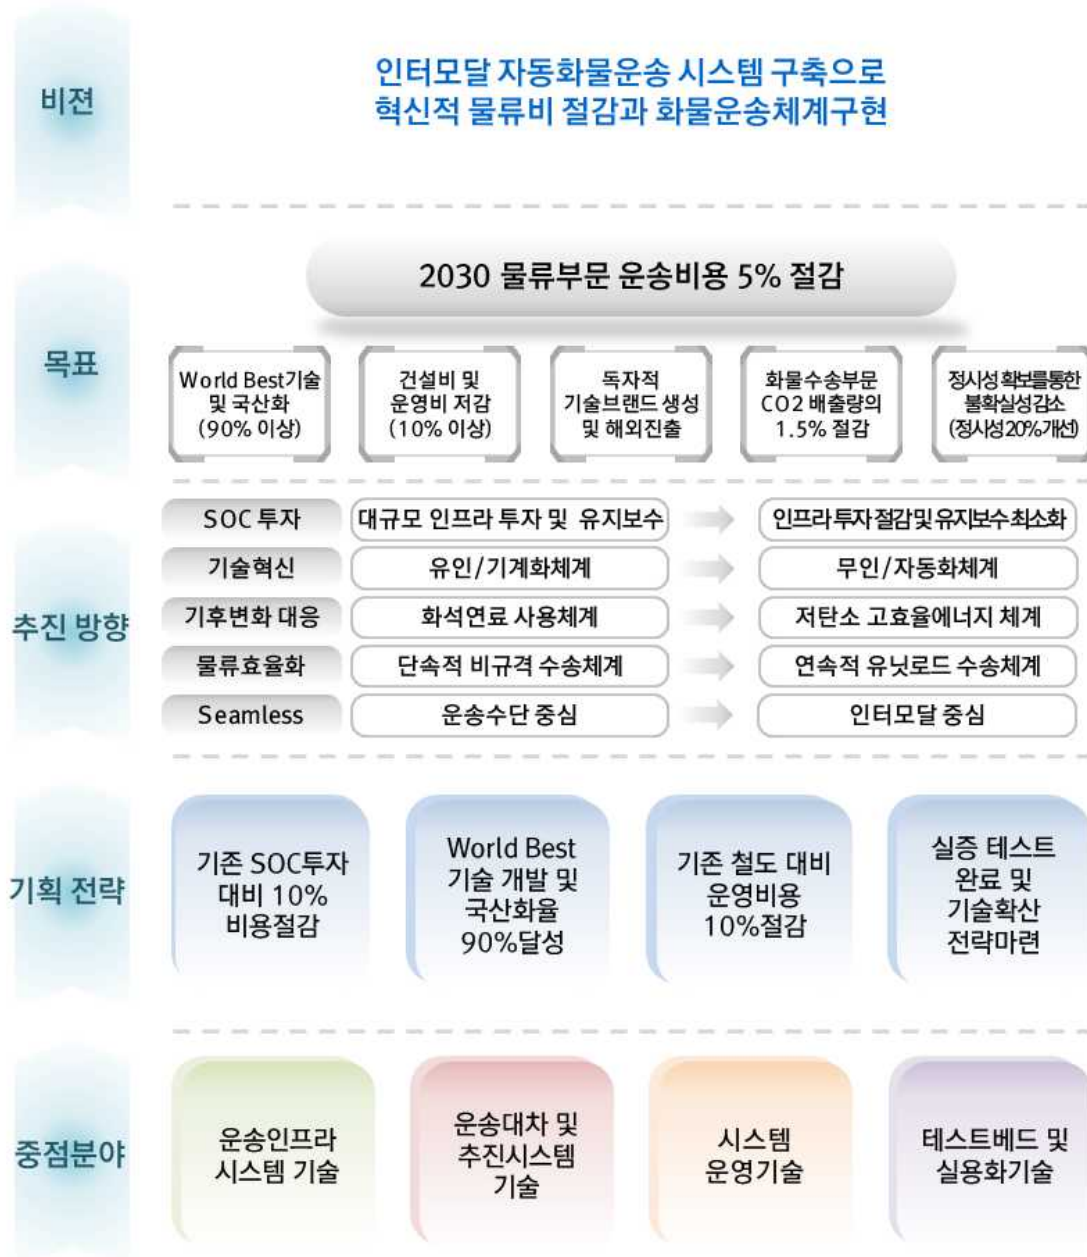 비젼
인터모달 자동화물운송 시스템 구축으로
혁신적 물류비 절감과 화물운송체계구현
목표
2030 물류부문 운송비용 5% 절감
World Best기술
및 국산화
(90% 이상)
건설비 및
운영비 저감
(10% 이상)
독자적
기술브랜드 생성
및 해외진출
화물수송부문
CO2 배출량의
1.5% 절감
정시성 확보를통한
불확실성감소
(정시성20%개선)
추진 방향
SOC 투자
대규모 인프라 투자 및 유지보수
인프라투자 절감및유지보수최소화
기술혁신
유인/기계화체계
무인/자동화체계
기후변화 대응
화석연료 사용체계
저탄소 고효율에너지 체계
물류효율화
단속적 비규격 수송체계
연속적 유닛로드 수송체계
Seamless
운송수단 중심
인터모달 중심
기획 전략
기존 SOC투자
대비 10%
비용절감
World Best
기술 개발 및
국산화율
90%달성
기존 철도 대비
운영비용
10%절감
실증 테스트
완료 및
기술확산
전략마련
중점분야
운송인프라
시스템 기술
운송대차 및
추진시스템
기술
시스템
운영기술
테스트베드 및
실용화기술